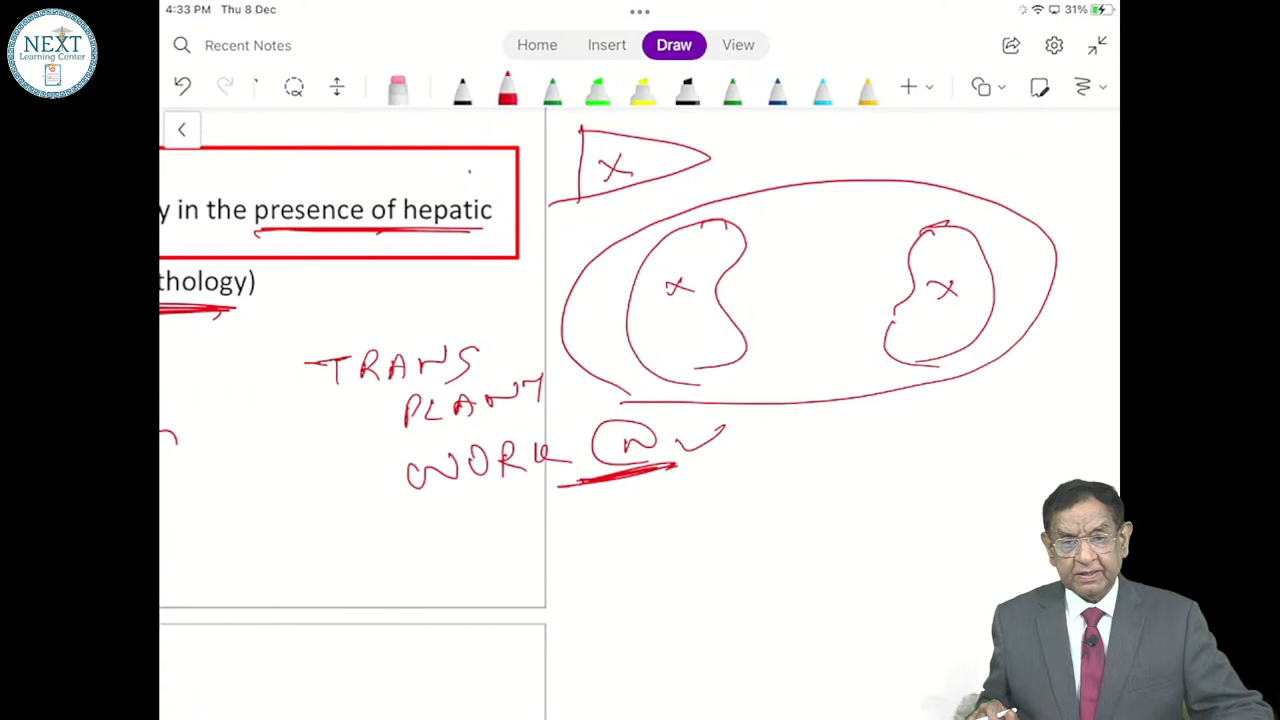 4:33 PM Thu 8 Dec
31%
NEXT
Learning Center
Recent Notes
Home Insert Draw View
y in the presence of hepatic
thology)
X
X X
TRANS
PLANT
WORK N